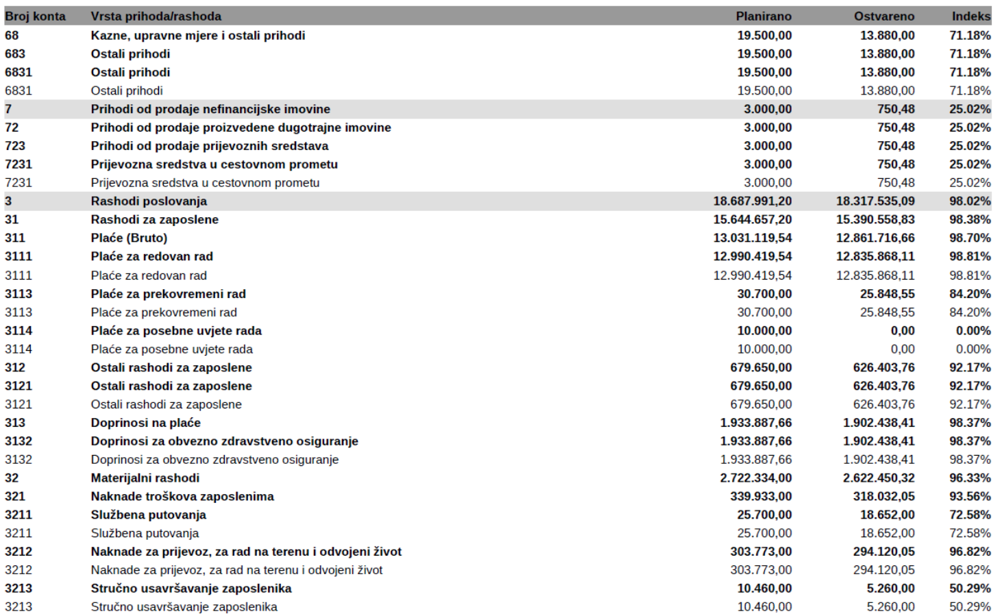 Broj konta Vrsta prihoda/rashoda Planirano Ostvareno Indeks
68 Kazne, upravne mjere i ostali prihodi 19.500,00 13.880,00 71.18%
683 Ostali prihodi 19.500,00 13.880,00 71.18%
6831 Ostali prihodi 19.500,00 13.880,00 71.18%
6831 Ostali prihodi 19.500,00 13.880,00 71.18%
7 Prihodi od prodaje nefinancijske imovine 3.000,00 750,48 25.02%
72 Prihodi od prodaje proizvedene dugotrajne imovine 3.000,00 750,48 25.02%
723 Prihodi od prodaje prijevoznih sredstava 3.000,00 750,48 25.02%
7231 Prijevozna sredstva u cestovnom prometu 3.000,00 750,48 25.02%
7231 Prijevozna sredstva u cestovnom prometu 3.000,00 750,48 25.02%
3 Rashodi poslovanja 18.687.991,20 18.317.535,09 98.02%
31 Rashodi za zaposlene 15.644.657,20 15.390.558,83 98.38%
311 Plaće (Bruto) 13.031.119,54 12.861.716,66 98.70%
3111 Plaće za redovan rad 12.990.419,54 12.835.868,11 98.81%
3111 Plaće za redovan rad 12.990.419,54 12.835.868,11 98.81%
3113 Plaće za prekovremeni rad 30.700,00 25.848,55 84.20%
3113 Plaće za prekovremeni rad 30.700,00 25.848,55 84.20%
3114 Plaće za posebne uvjete rada 10.000,00 0,00 0.00%
3114 Plaće za posebne uvjete rada 10.000,00 0,00 0.00%
312 Ostali rashodi za zaposlene 679.650,00 626.403,76 92.17%
3121 Ostali rashodi za zaposlene 679.650,00 626.403,76 92.17%
3121 Ostali rashodi za zaposlene 679.650,00 626.403,76 92.17%
313 Doprinosi na plaće 1.933.887,66 1.902.438,41 98.37%
3132 Doprinosi za obvezno zdravstveno osiguranje 1.933.887,66 1.902.438,41 98.37%
3132 Doprinosi za obvezno zdravstveno osiguranje 1.933.887,66 1.902.438,41 98.37%
32 Materijalni rashodi 2.722.334,00 2.622.450,32 96.33%
321 Naknade troškova zaposlenima 339.933,00 318.032,05 93.56%
3211 Službena putovanja 25.700,00 18.652,00 72.58%
3211 Službena putovanja 25.700,00 18.652,00 72.58%
3212 Naknade za prijevoz, za rad na terenu i odvojeni život 303.773,00 294.120,05 96.82%
3212 Naknade za prijevoz, za rad na terenu i odvojeni život 303.773,00 294.120,05 96.82%
3213 Stručno usavršavanje zaposlenika 10.460,00 5.260,00 50.29%
3213 Stručno usavršavanje zaposlenika 10.460,00 5.260,00 50.29%